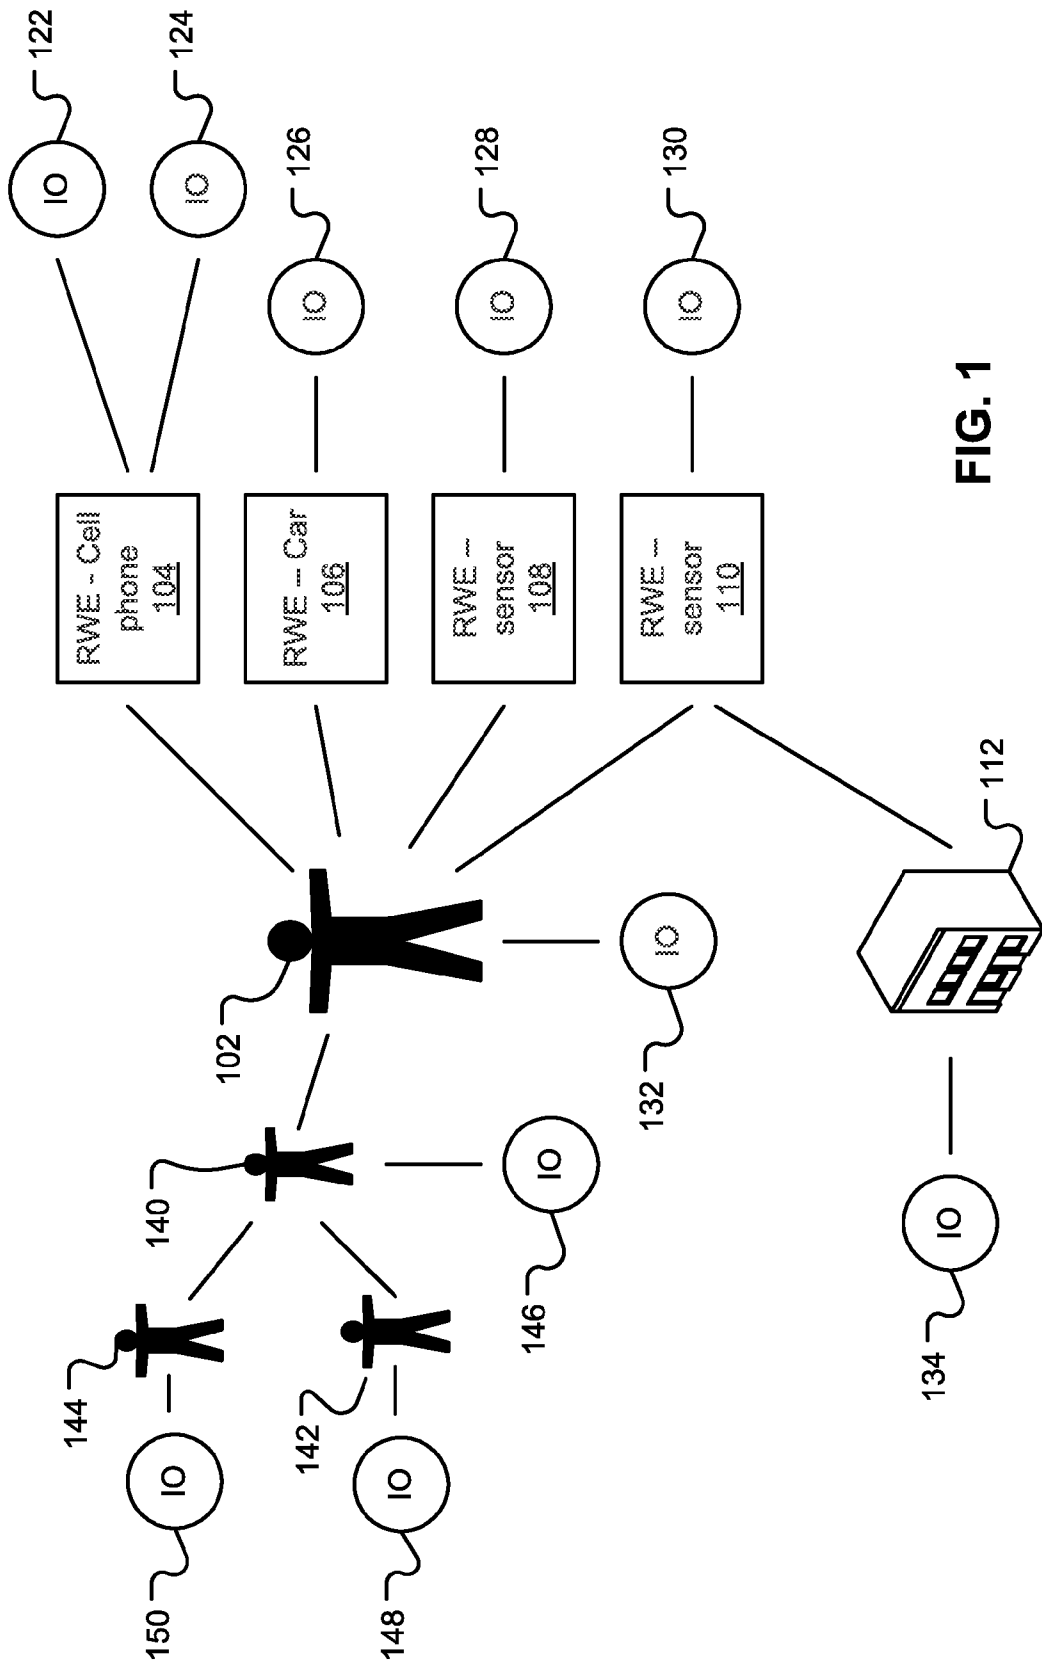 122
IO
124
IO
126
IO
128
IO
130
IO
RWE - Cell
phone
104
RWE – Car
106
RWE –
sensor
108
RWE –
sensor
110
FIG. 1
112
102
IO
132
140
IO
146
IO
134
144
142
IO
150
IO
148